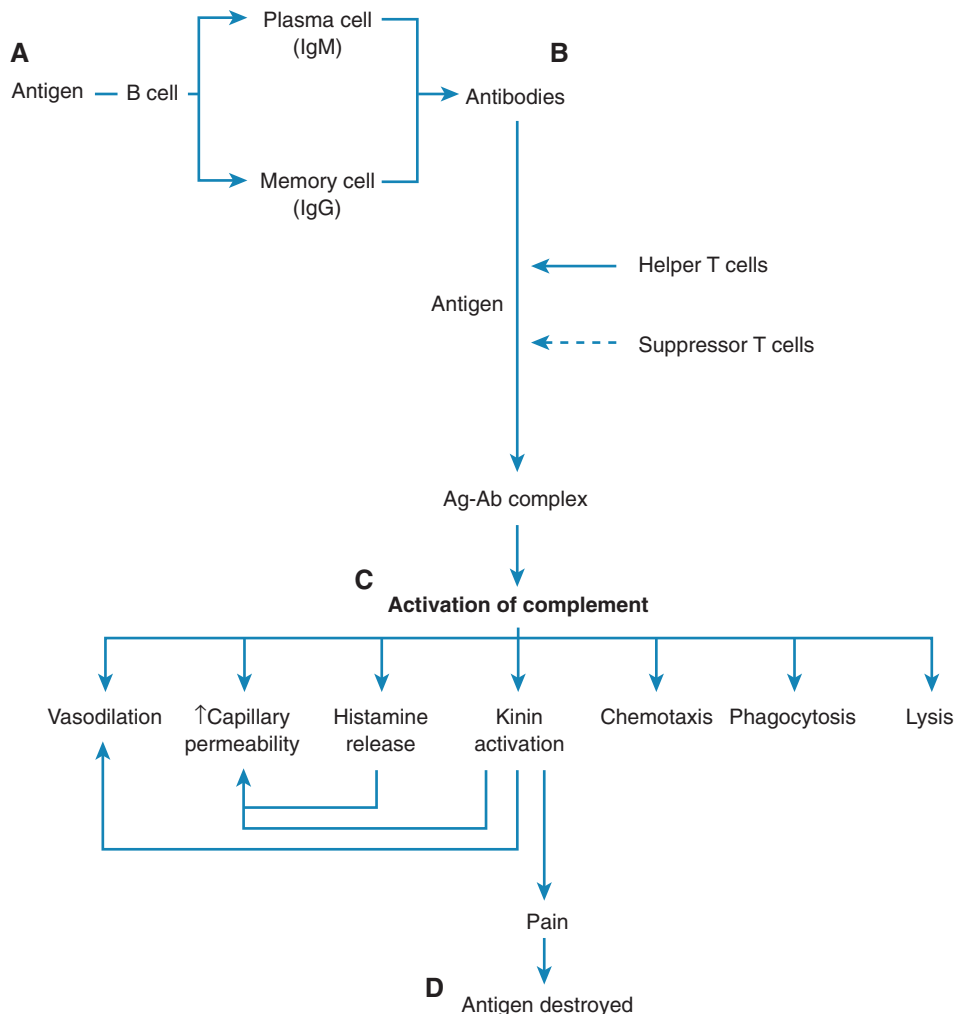 A
Plasma cell
(IgM)
B
Antigen
B cell
Antibodies
Memory cell
(IgG)
Helper T cells
Antigen
Suppressor T cells
Ag-Ab complex
C
Activation of complement
Vasodilation
↑Capillary
permeability
Histamine
release
Kinin
activation
Chemotaxis
Phagocytosis
Lysis
Pain
D
Antigen destroyed